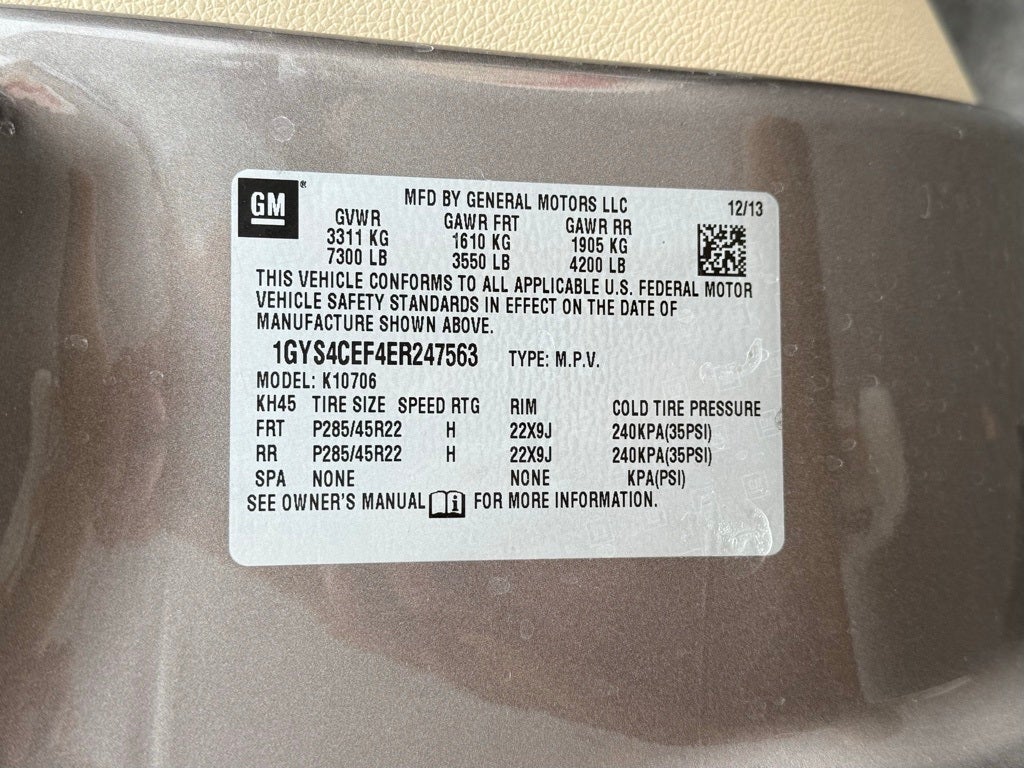 GM®
MFD BY GENERAL MOTORS LLC 12/13
GVWR GAWR FRT GAWR RR
3311 KG 1610 KG 1905 KG
7300 LB 3550 LB 4200 LB
THIS VEHICLE CONFORMS TO ALL APPLICABLE U.S. FEDERAL MOTOR
VEHICLE SAFETY STANDARDS IN EFFECT ON THE DATE OF
MANUFACTURE SHOWN ABOVE.
1GYS4CEF4ER247563 TYPE: M.P.V.
MODEL: K10706
KH45 TIRE SIZE SPEED RTG RIM COLD TIRE PRESSURE
FRT P285/45R22 H 22X9J 240KPA(35PSI)
RR P285/45R22 H 22X9J 240KPA(35PSI)
SPA NONE NONE KPA(PSI)
SEE OWNER'S MANUAL FOR MORE INFORMATION.